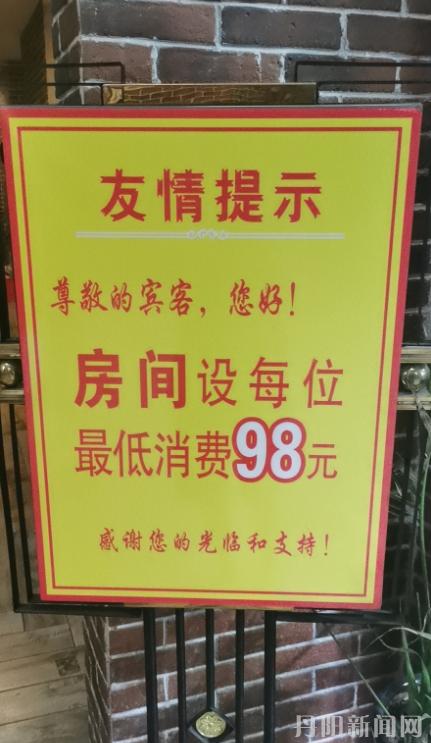 友情提示
尊敬的宾客，您好！
房间设每位
最低消费98元
感谢您的光临和支持！
丹阳新闻网